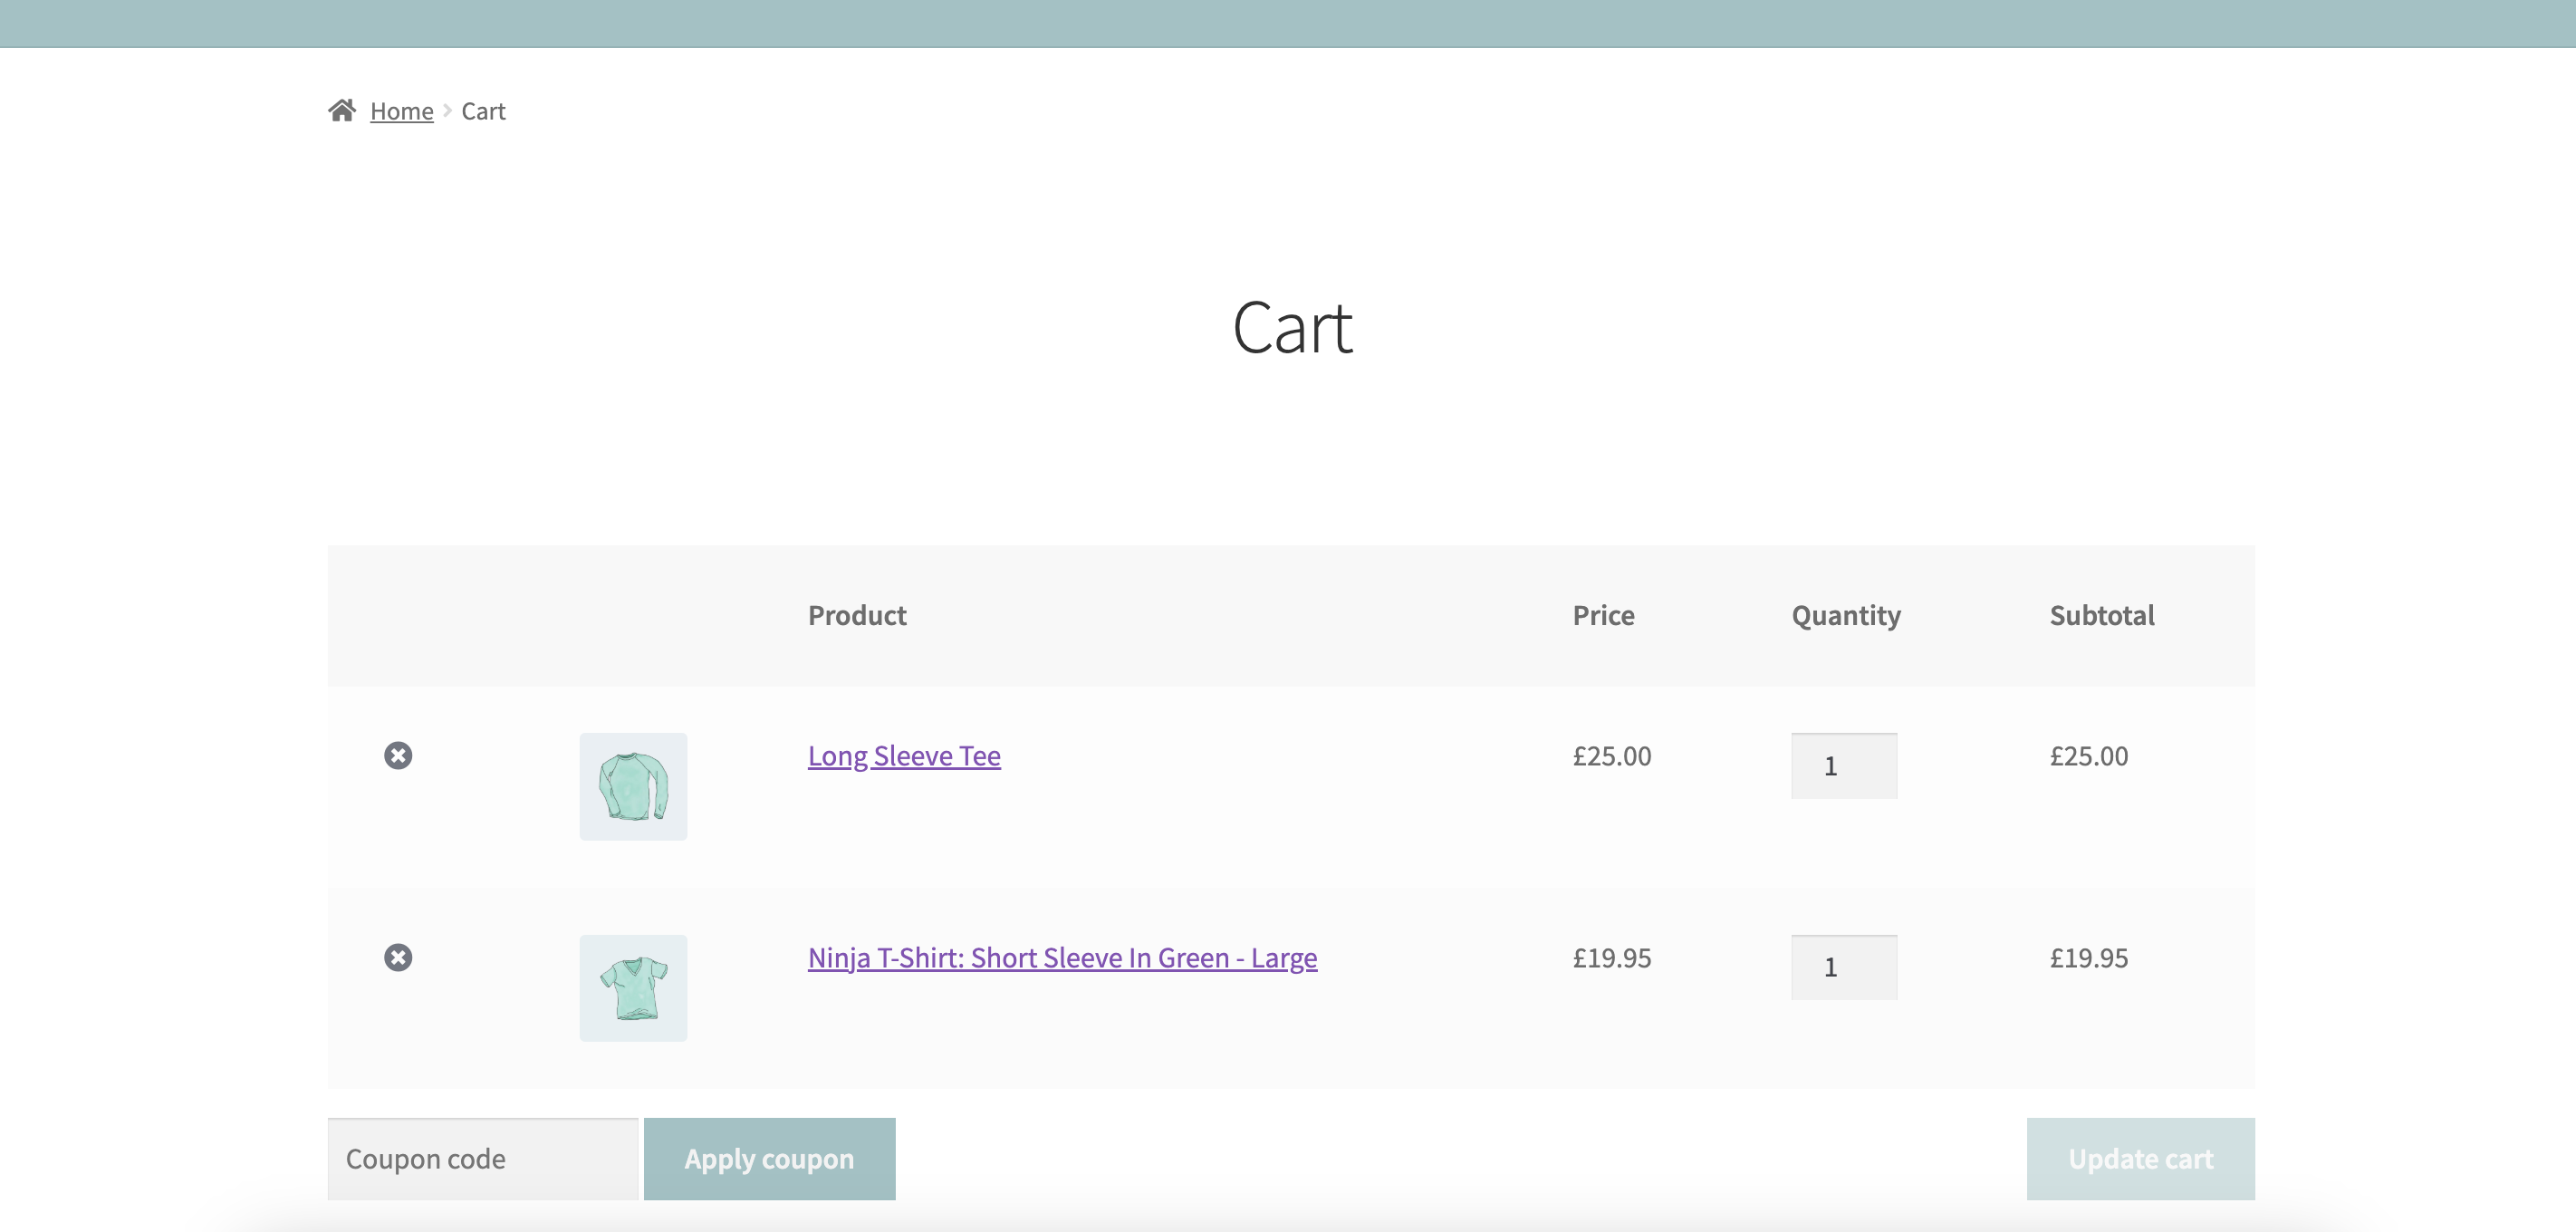 Home Cart
Cart
Product Price Quantity Subtotal
Long Sleeve Tee £25.00 1 £25.00
Ninja T-Shirt: Short Sleeve In Green - Large £19.95 1 £19.95
Coupon code Apply coupon Update cart